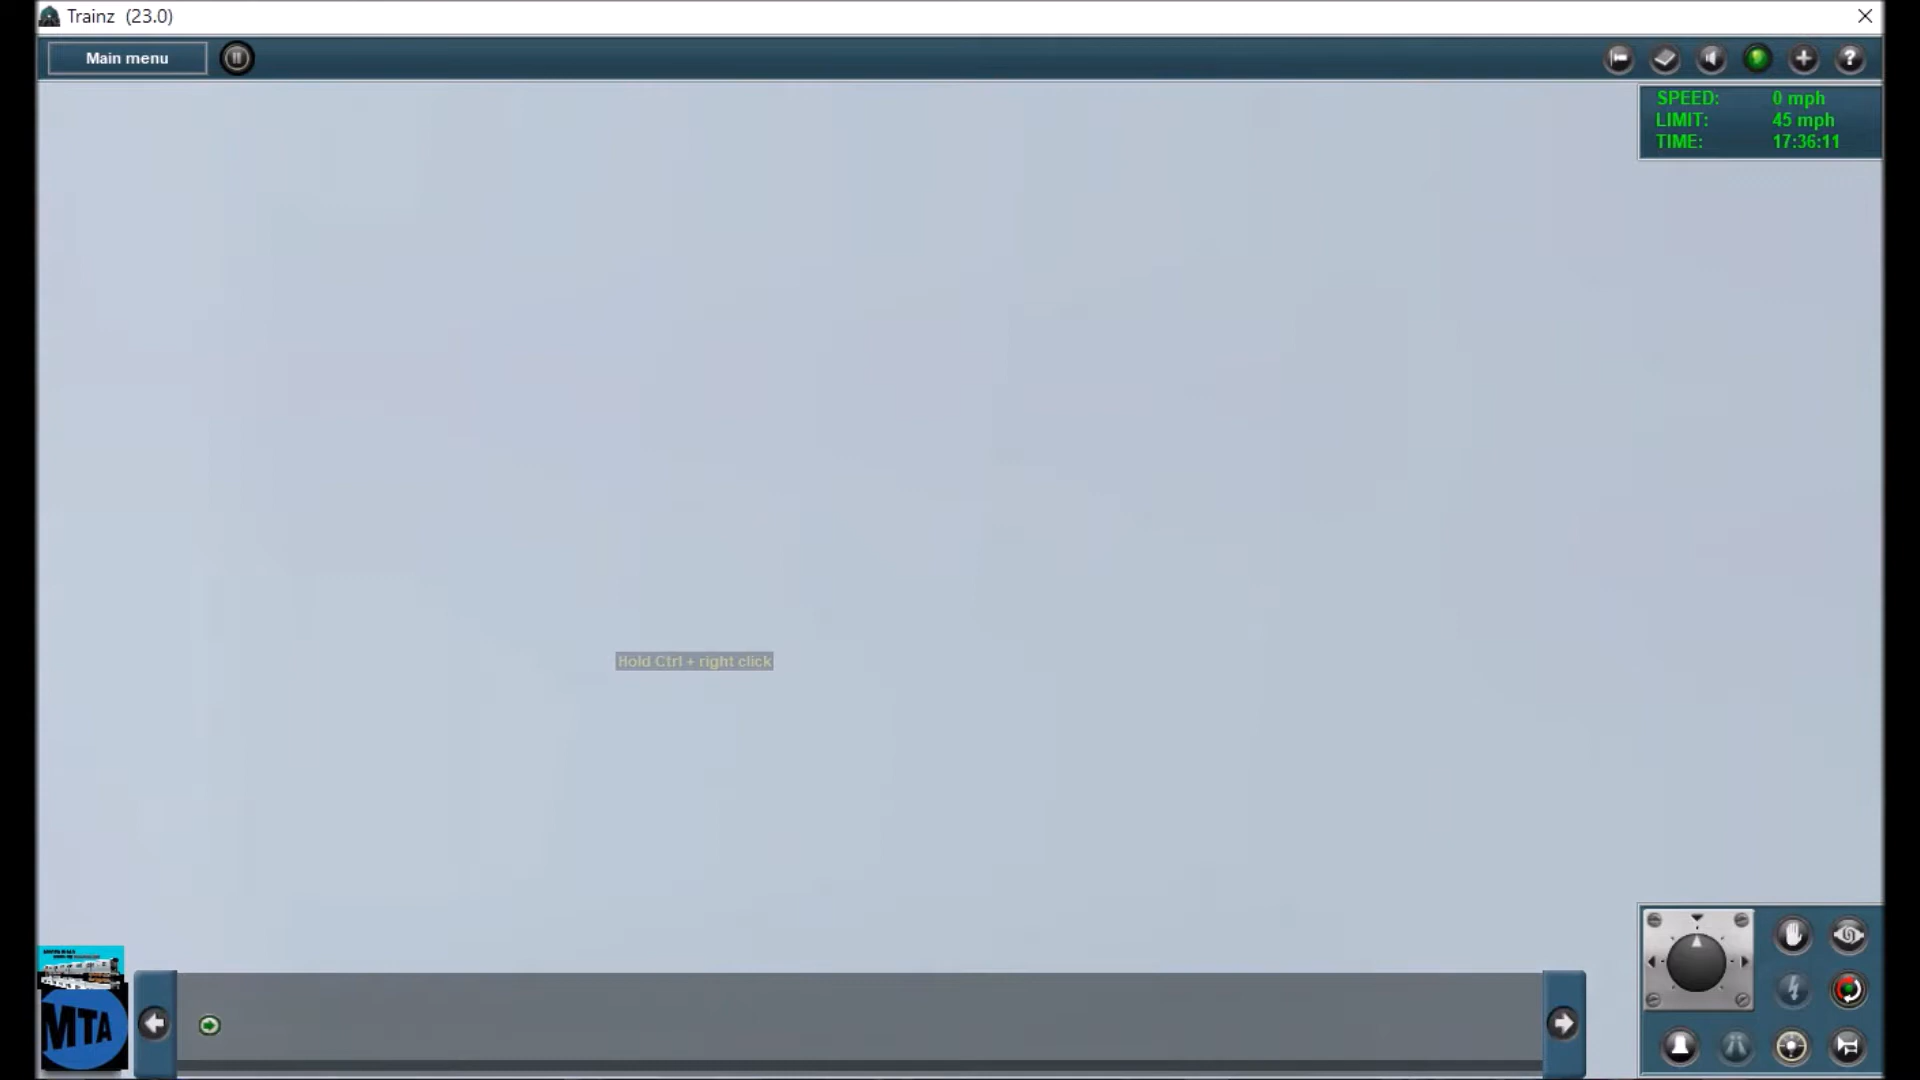 Trainz (23.0)
Main menu
?
SPEED: 0 mph
LIMIT: 45 mph
TIME: 17:36:11
Hold Ctrl + right click
MTA